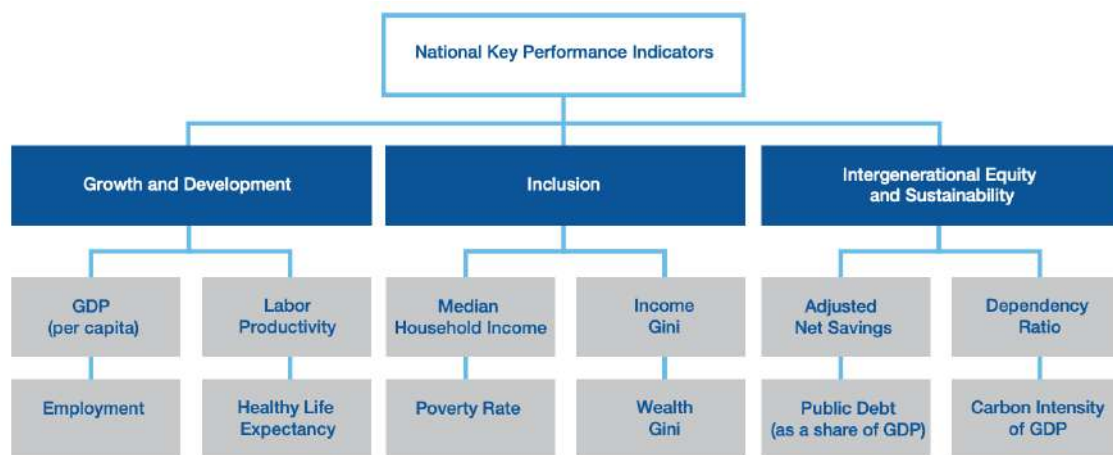 National Key Performance Indicators
Growth and Development
Inclusion
Intergenerational Equity
and Sustainability
GDP
(per capita)
Labor
Productivity
Median
Household Income
Income
Gini
Adjusted
Net Savings
Dependency
Ratio
Employment
Healthy Life
Expectancy
Poverty Rate
Wealth
Gini
Public Debt
(as a share of GDP)
Carbon Intensity
of GDP